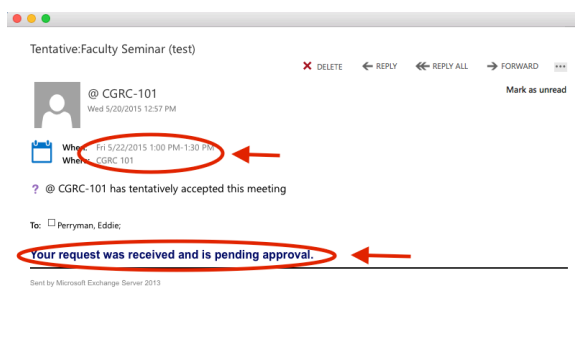 Tentative:Faculty Seminar (test)
DELETE REPLY REPLY ALL FORWARD ...
@ CGRC-101 Mark as unread
Wed 5/20/2015 12:57 PM
When: Fri 5/22/2015 1:00 PM-1:30 PM
Where: CGRC 101
? @ CGRC-101 has tentatively accepted this meeting
To: Perryman, Eddie;
Your request was received and is pending approval.
Sent by Microsoft Exchange Server 2013